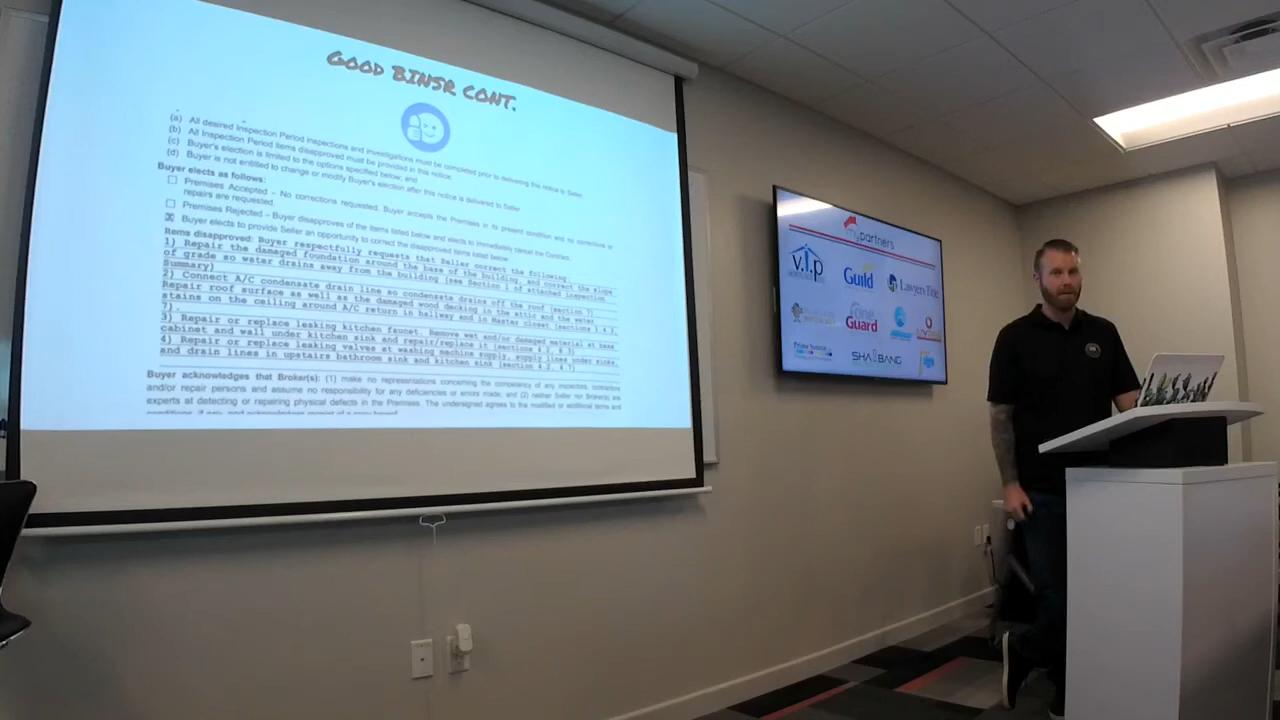 GOOD BINSR CONT.
(a) All desired Inspection Period inspections and investigations must be completed prior to delivering this notice to Seller.
(b) All Inspection Period items disapproved must be provided in this notice.
(c) Buyer's election is limited to the options specified below; and
(d) Buyer is not entitled to change or modify Buyer's election after this notice is delivered to Seller
Buyer elects as follows:
Premises Accepted – No corrections requested. Buyer accepts the Premises in its present condition and no corrections or
repairs are requested.
Premises Rejected – Buyer disapproves of the items listed below and elects to immediately cancel the Contract.
Buyer elects to provide Seller an opportunity to correct the disapproved items listed below
Items disapproved: Buyer respectfully requests that Seller correct the following
1) Repair the damaged foundation around the base of the building, and correct the slope
of grade so water drains away from the building (see Section 1 of attached inspection
Summary)
2) Connect A/C condensate drain line so condensate drains off the roof (section 7)
Repair roof surface as well as the damaged wood decking in the attic and the water
stains on the ceiling around A/C return in hallway and in Master closet (sections
3) Repair or replace leaking kitchen faucet. Remove wet and/or damaged material at base
cabinet and wall under kitchen sink and repair/replace it (sections 4.2,
4) Repair or replace leaking valves at washing machine supply, supply lines under sinks,
and drain lines in upstairs bathroom sink and kitchen sink (section 4.2, 4.7)
Buyer acknowledges that Broker(s): (1) make no representations concerning the competency of any inspectors, contractors
and/or repair persons and assume no responsibility for any deficiencies or errors made; and (2) neither Seller nor Broker(s) are
experts at detecting or repairing physical defects in the Premises. The undersigned agrees to the modified or additional terms and
conditions, if any, and acknowledges receipt of a copy hereof
mypartners
v.i.p
Guild
Lawyers Title
One
Guard
SHA BANG